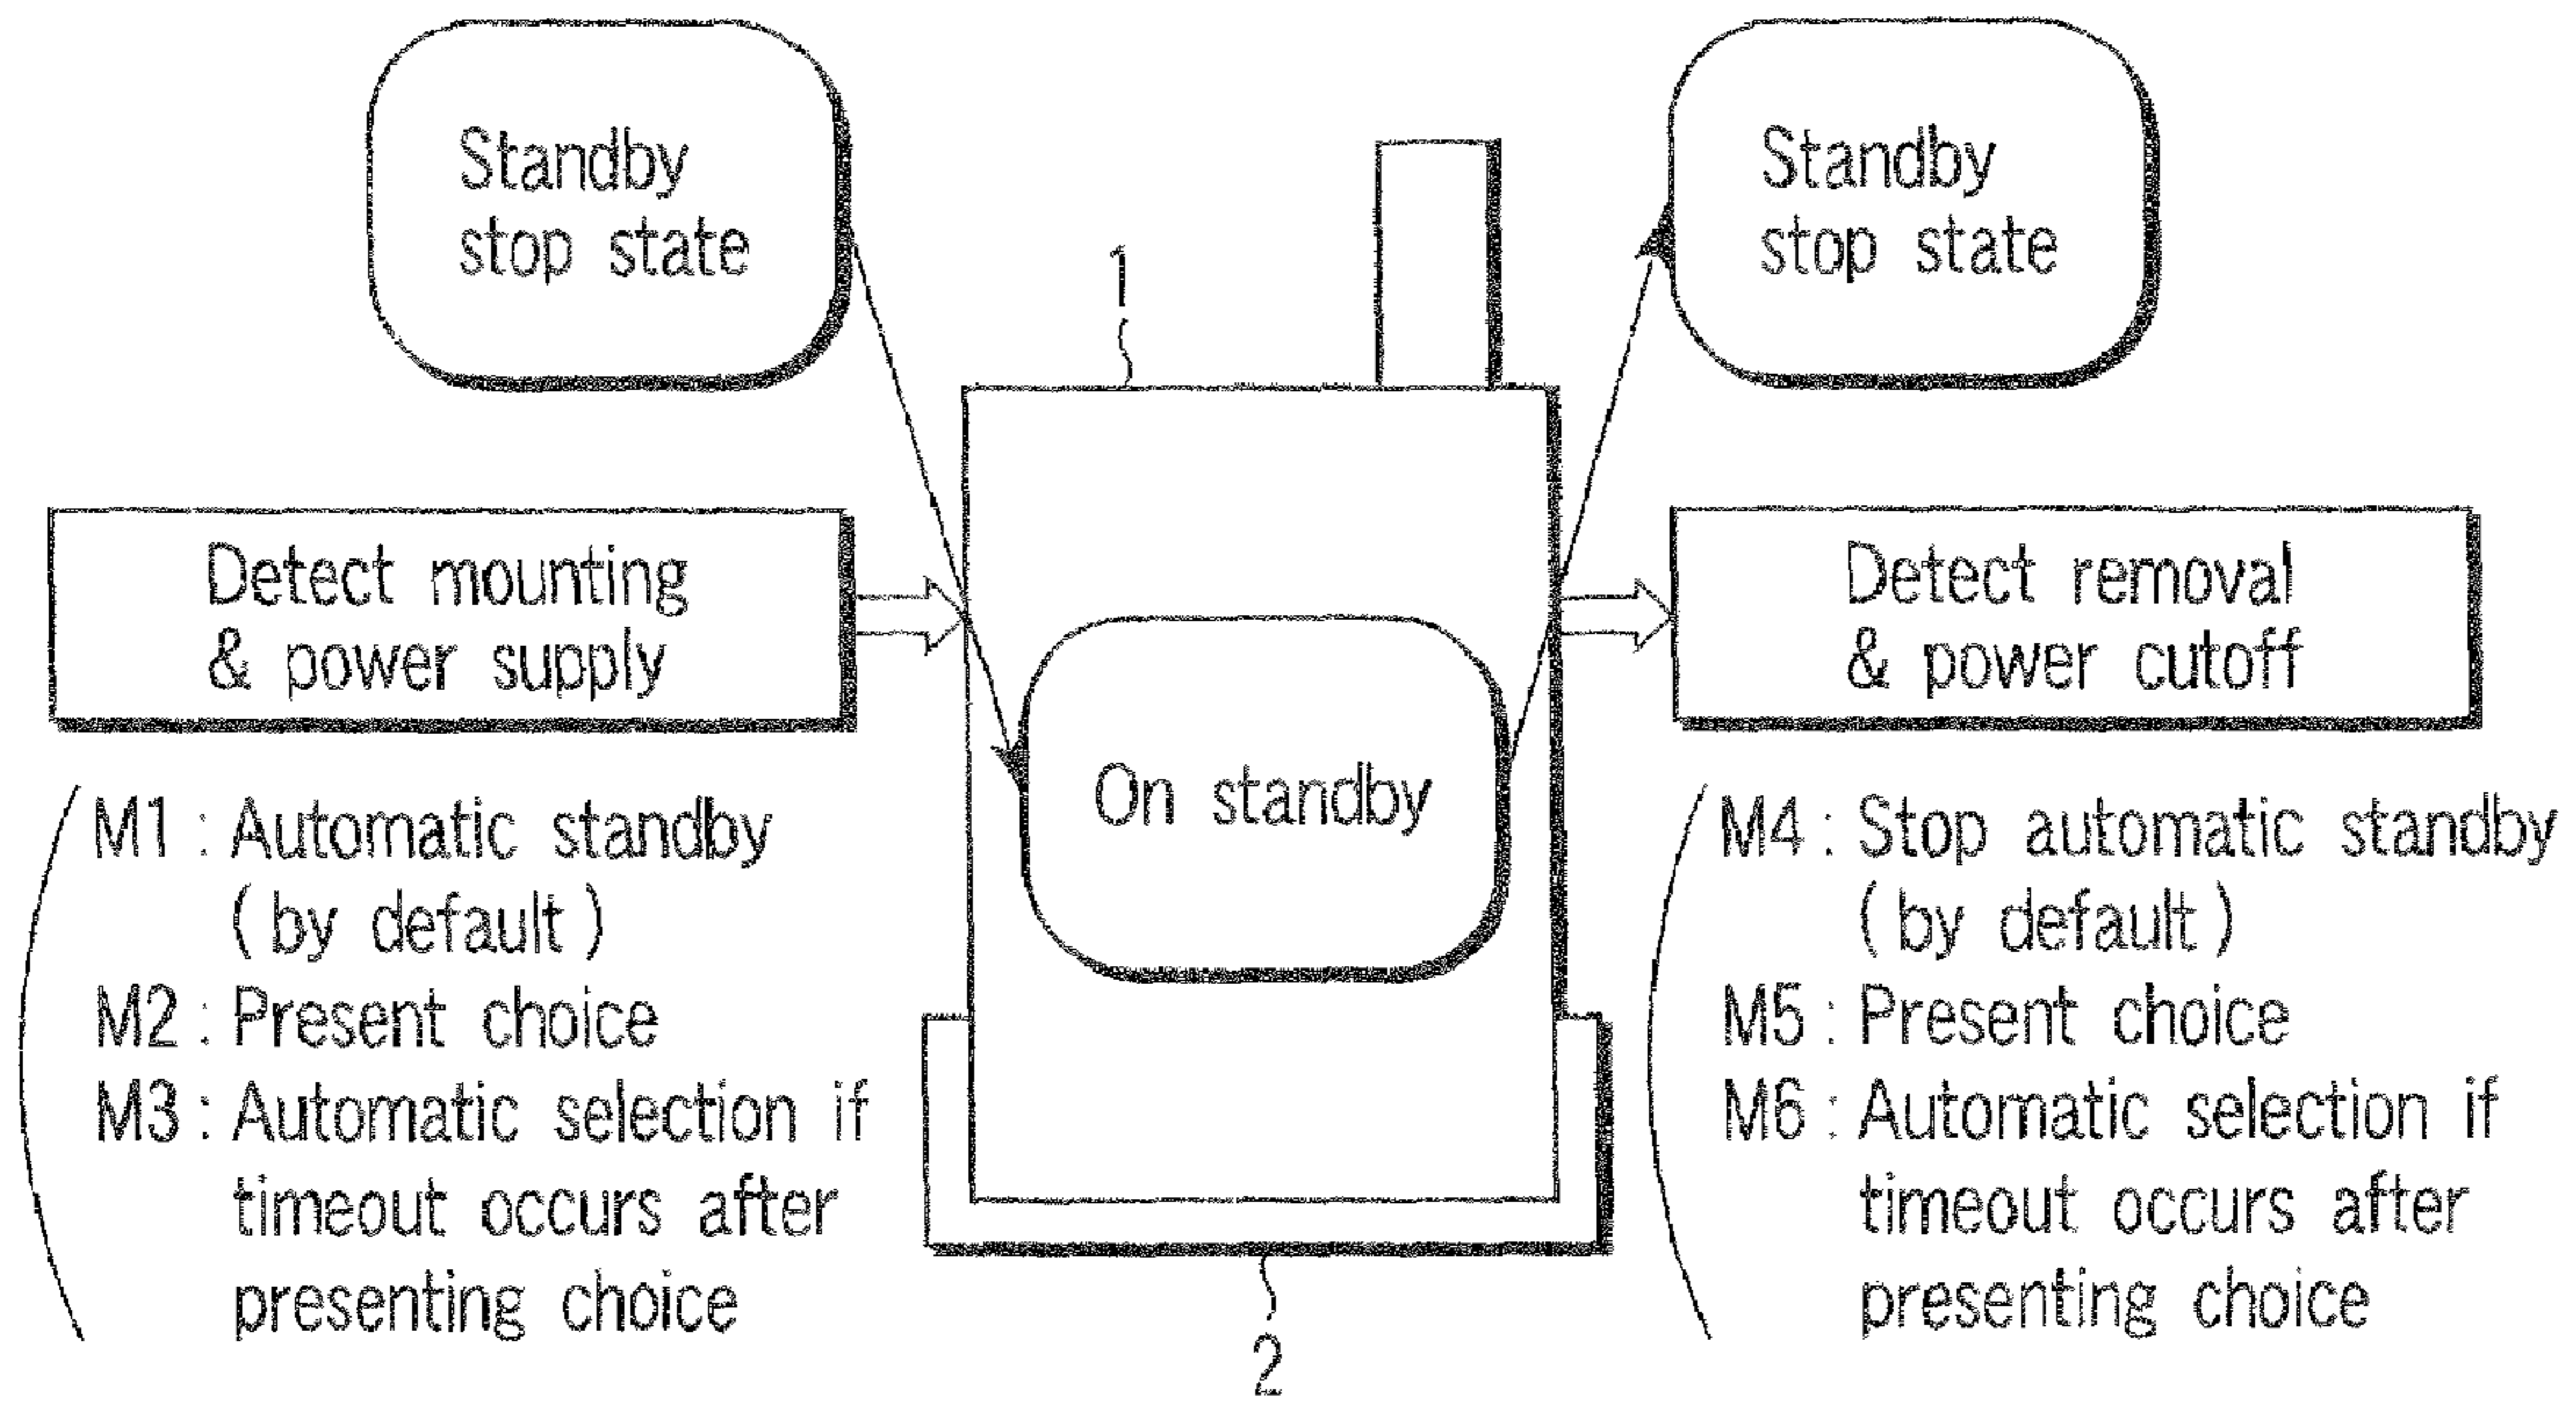 Standby
stop state
Standby
stop state
1
Detect mounting
& power supply
Detect removal
& power cutoff
On standby
M1 : Automatic standby
(by default)
M2 : Present choice
M3 : Automatic selection if
timeout occurs after
presenting choice
M4 : Stop automatic standby
(by default)
M5 : Present choice
M6 : Automatic selection if
timeout occurs after
presenting choice
2